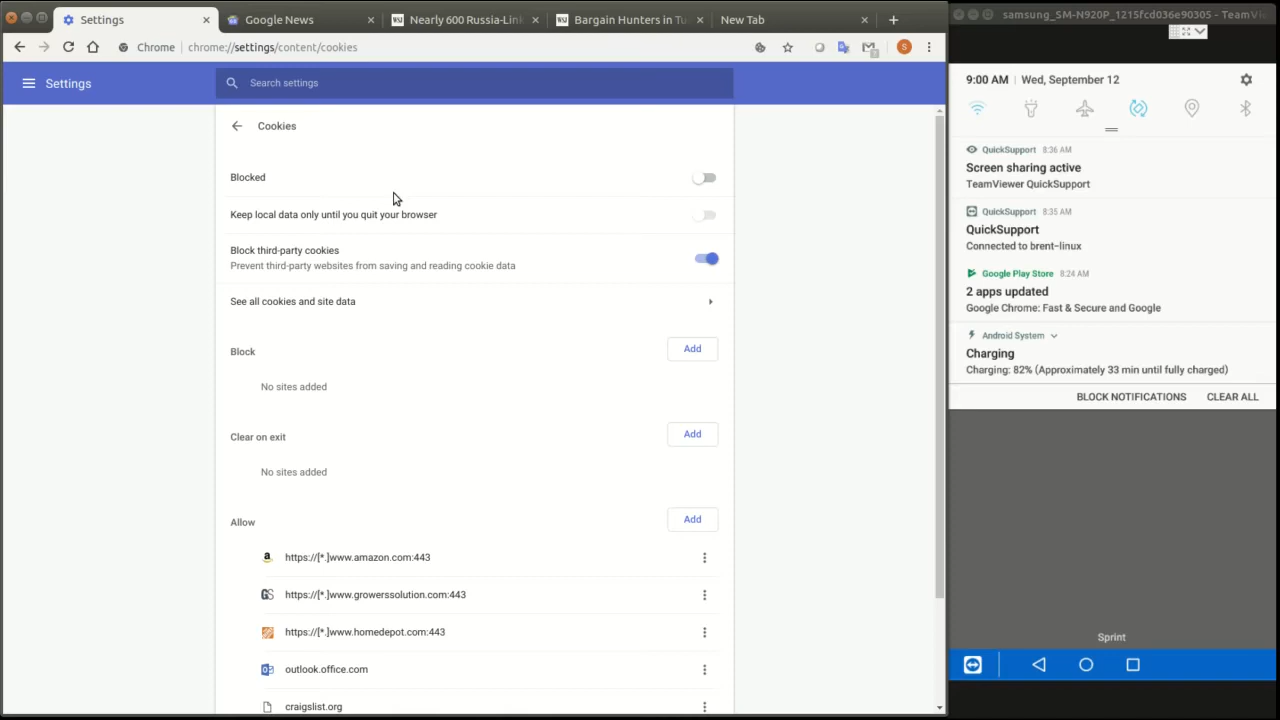 Settings
Google News
Nearly 600 Russia-Lin
Bargain Hunters in Tu
New Tab
Chrome chrome://settings/content/cookies
S
Settings
Search settings
Cookies
Blocked
Keep local data only until you quit your browser
Block third-party cookies
Prevent third-party websites from saving and reading cookie data
See all cookies and site data
Block
Add
No sites added
Clear on exit
Add
No sites added
Allow
Add
https://[*.]www.amazon.com:443
https://[*.]www.growerssolution.com:443
https://[*.]www.homedepot.com:443
outlook.office.com
craigslist.org
samsung_SM-N920P_1215fcd036e90305 - TeamV
9:00 AM Wed, September 12
QuickSupport 8:36 AM
Screen sharing active
TeamViewer QuickSupport
QuickSupport 8:35 AM
QuickSupport
Connected to brent-linux
Google Play Store 8:24 AM
2 apps updated
Google Chrome: Fast & Secure and Google
Android System
Charging
Charging: 82% (Approximately 33 min until fully charged)
BLOCK NOTIFICATIONS CLEAR ALL
Sprint